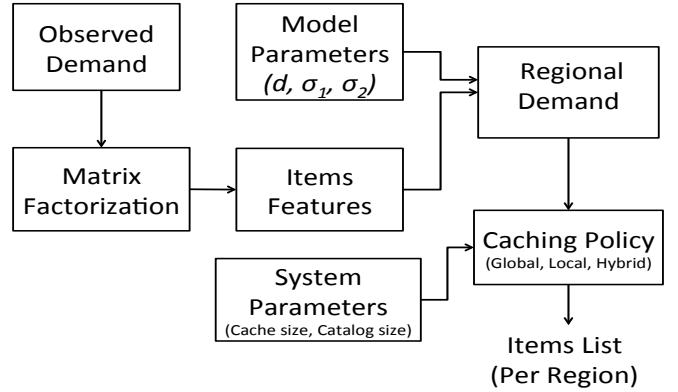 Observed
Demand
Model
Parameters
(d, σ1, σ2)
Regional
Demand
Matrix
Factorization
Items
Features
Caching Policy
(Global, Local, Hybrid)
System
Parameters
(Cache size, Catalog size)
Items List
(Per Region)